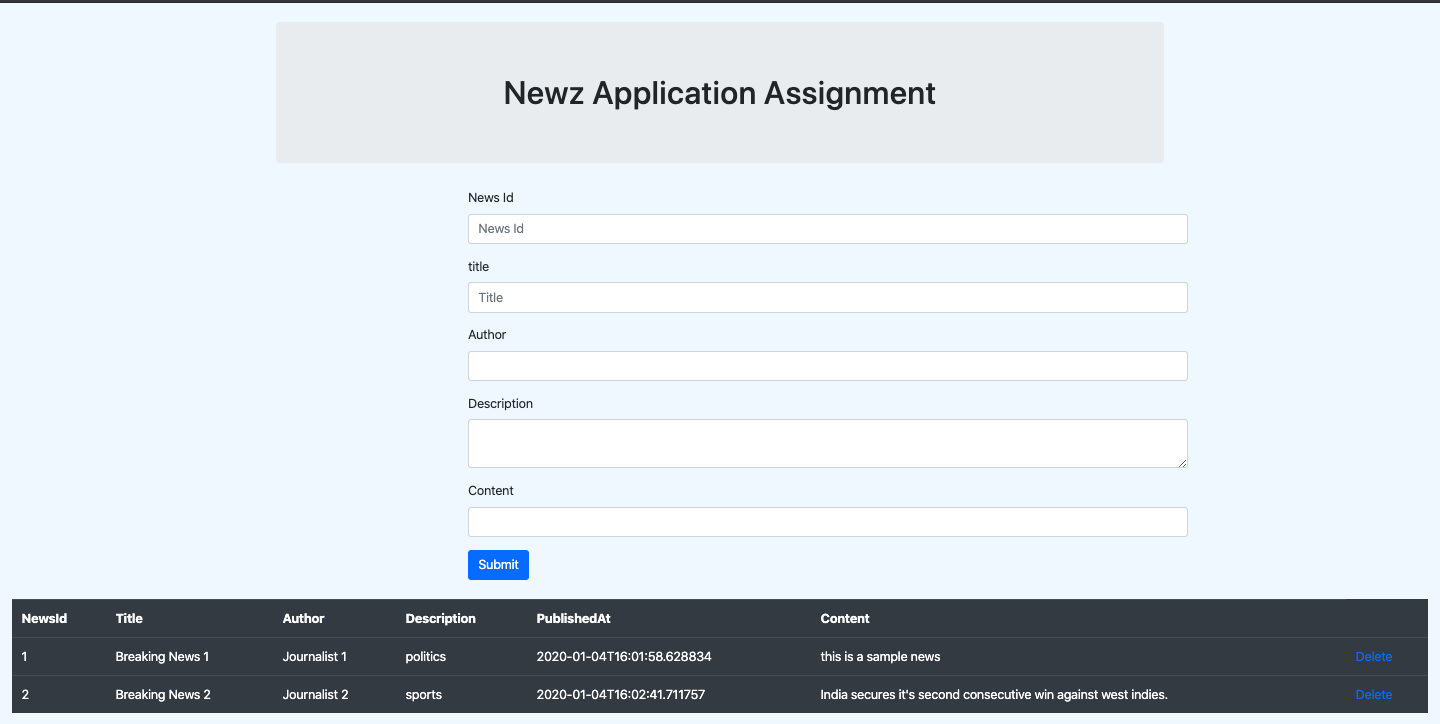 Newz Application Assignment
News Id
News Id
title
Title
Author
Description
Content
Submit
NewsId Title Author Description PublishedAt Content
1 Breaking News 1 Journalist 1 politics 2020-01-04T16:01:58.628834 this is a sample news Delete
2 Breaking News 2 Journalist 2 sports 2020-01-04T16:02:41.711757 India secures it's second consecutive win against west indies. Delete